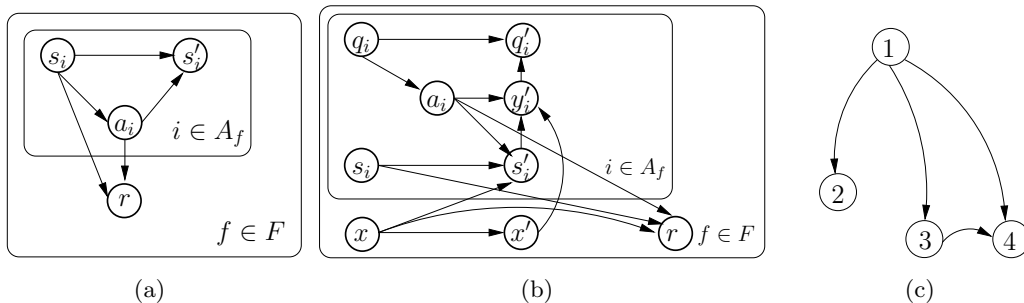 s_i s'_i
a_i i ∈ A_f
r
f ∈ F
q_i q'_i
a_i y'_i
s_i s'_i i ∈ A_f
x x' r f ∈ F
1
2
3 4
(a) (b) (c)